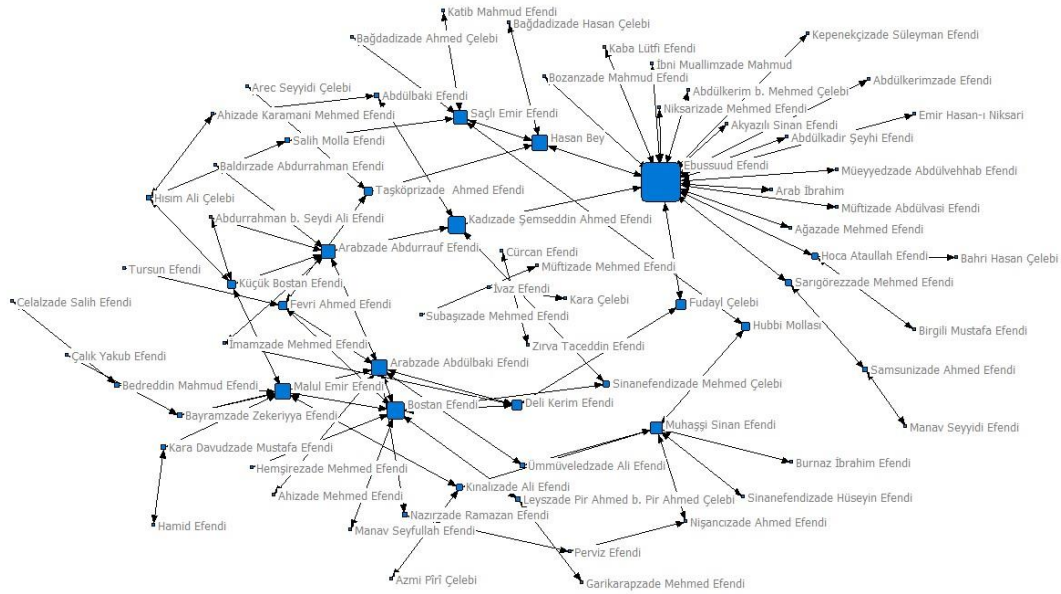 Katib Mahmud Efendi
Bağdadizade Hasan Çelebi
Kepenekçizade Süleyman Efendi
Bağdadizade Ahmed Çelebi
Kaba Lütfi Efendi
İbni Muallimzade Mahmud
Bozanzade Mahmud Efendi
Abdülkerimzade Efendi
Arec Seyyidi Çelebi
Abdülbaki Efendi
Abdülkerim b. Mehmed Çelebi
Niksarizade Mehmed Efendi
Ahizade Karamani Mehmed Efendi
Saçlı Emir Efendi
Emir Hasan-ı Niksari
Akyazılı Sinan Efendi
Salih Molla Efendi
Hasan Bey
Abdülkadir Şeyhi Efendi
Baldırzade Abdurrahman Efendi
Ebussuud Efendi
Müeyyedzade Abdülvehhab Efendi
Taşköprizade Ahmed Efendi
Arab İbrahim
Hısım Ali Çelebi
Müftizade Abdülvasi Efendi
Abdurrahman b. Seydi Ali Efendi
Kadızade Şemseddin Ahmed Efendi
Ağazade Mehmed Efendi
Arabzade Abdurrauf Efendi
Cürcan Efendi
Hoca Ataullah Efendi
Bahri Hasan Çelebi
Tursun Efendi
Müftizade Mehmed Efendi
Küçük Bostan Efendi
İvaz Efendi
Sarıgörezzade Mehmed Efendi
Celalzade Salih Efendi
Fevri Ahmed Efendi
Kara Çelebi
Fudayl Çelebi
Subaşızade Mehmed Efendi
Hubbi Mollası
Birgili Mustafa Efendi
İmamzade Mehmed Efendi
Zırva Taceddin Efendi
Çalık Yakub Efendi
Arabzade Abdülbaki Efendi
Samsunizade Ahmed Efendi
Bedreddin Mahmud Efendi
Malul Emir Efendi
Sinanefendizade Mehmed Çelebi
Bayramzade Zekeriyya Efendi
Bostan Efendi
Deli Kerim Efendi
Muhaşşi Sinan Efendi
Manav Seyyidi Efendi
Kara Davudzade Mustafa Efendi
Hemşirezade Mehmed Efendi
Ümmüveledzade Ali Efendi
Burnaz İbrahim Efendi
Kınalızade Ali Efendi
Ahizade Mehmed Efendi
Leyszade Pir Ahmed b. Pir Ahmed Çelebi
Sinanefendizade Hüseyin Efendi
Nazırzade Ramazan Efendi
Nişancızade Ahmed Efendi
Hamid Efendi
Manav Seyfullah Efendi
Perviz Efendi
Azmi Pîrî Çelebi
Garikarapzade Mehmed Efendi